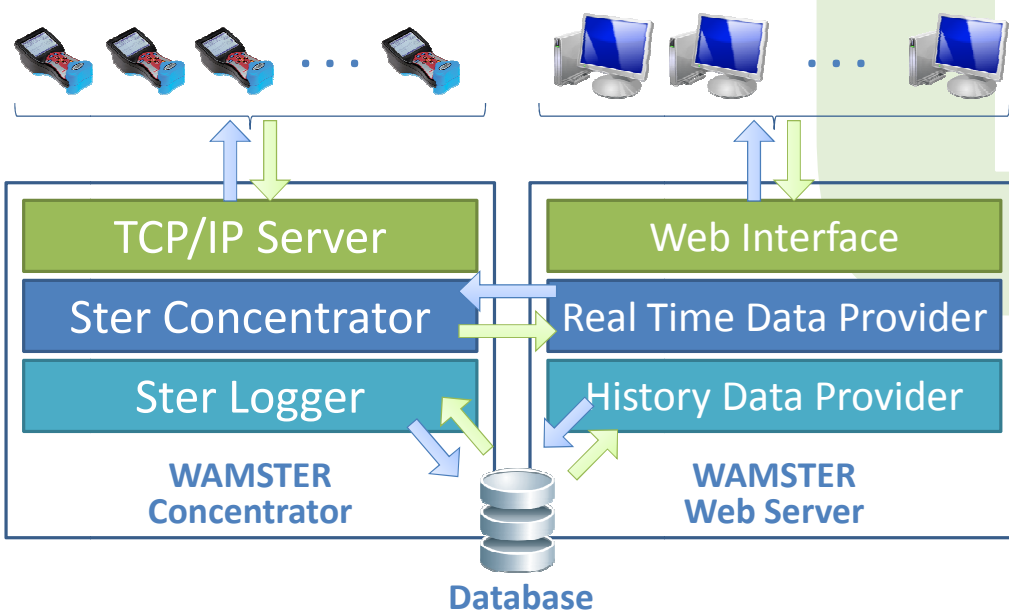 TCP/IP Server
Ster Concentrator
Ster Logger
WAMSTER
Concentrator
Web Interface
Real Time Data Provider
History Data Provider
WAMSTER
Web Server
Database